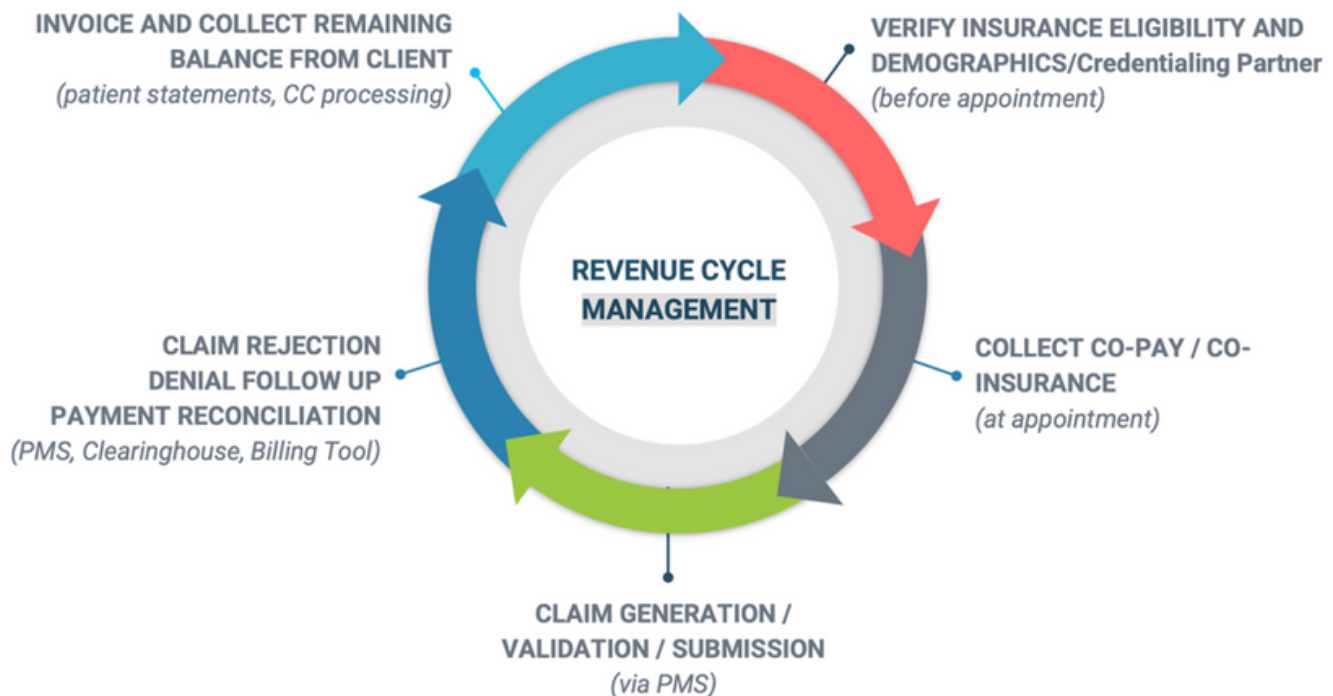 INVOICE AND COLLECT REMAINING
BALANCE FROM CLIENT
(patient statements, CC processing)
VERIFY INSURANCE ELIGIBILITY AND
DEMOGRAPHICS/Credentialing Partner
(before appointment)
REVENUE CYCLE
MANAGEMENT
COLLECT CO-PAY / CO-
INSURANCE
(at appointment)
CLAIM REJECTION
DENIAL FOLLOW UP
PAYMENT RECONCILIATION
(PMS, Clearinghouse, Billing Tool)
CLAIM GENERATION /
VALIDATION / SUBMISSION
(via PMS)